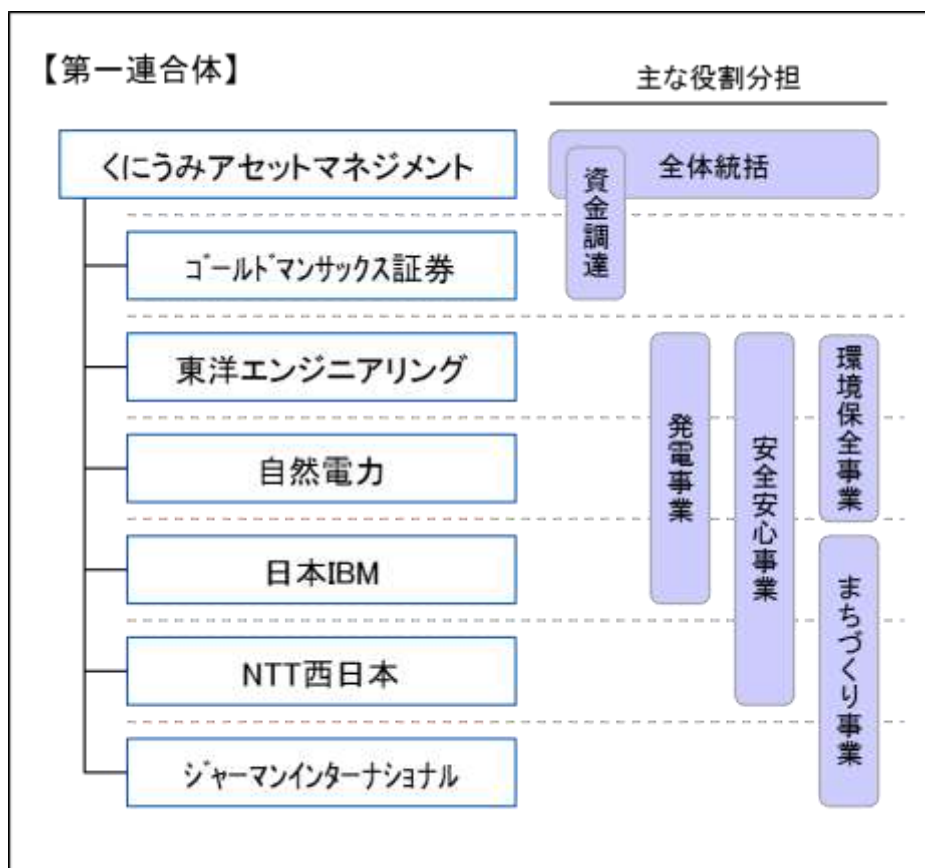 【第一連合体】
主な役割分担
くにうみアセットマネジメント
全体統括
資金調達
ゴールドマンサックス証券
東洋エンジニアリング
発電事業
安全安心事業
環境保全事業
自然電力
日本IBM
まちづくり事業
NTT西日本
ジャーマンインターナショナル